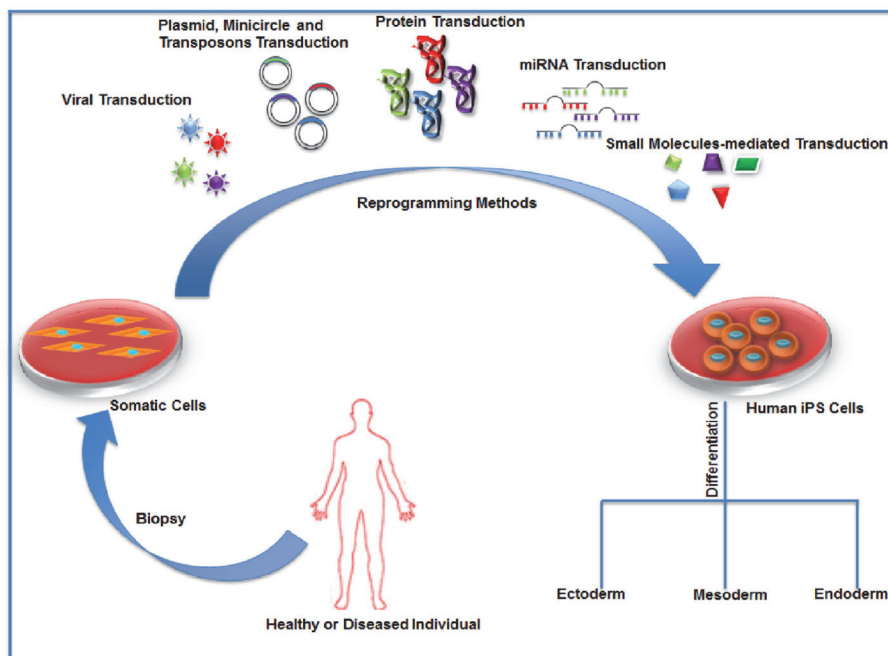 Plasmid, Minicircle and
Transposons Transduction
Protein Transduction
miRNA Transduction
Viral Transduction
Small Molecules-mediated Transduction
Reprogramming Methods
Somatic Cells
Human iPS Cells
Differentiation
Biopsy
Ectoderm
Mesoderm
Endoderm
Healthy or Diseased Individual